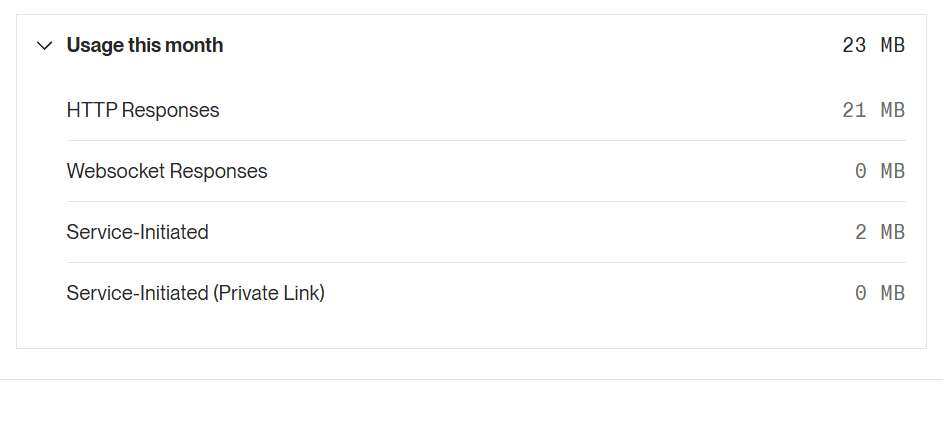 Usage this month 23 MB
HTTP Responses 21 MB
Websocket Responses 0 MB
Service-Initiated 2 MB
Service-Initiated (Private Link) 0 MB